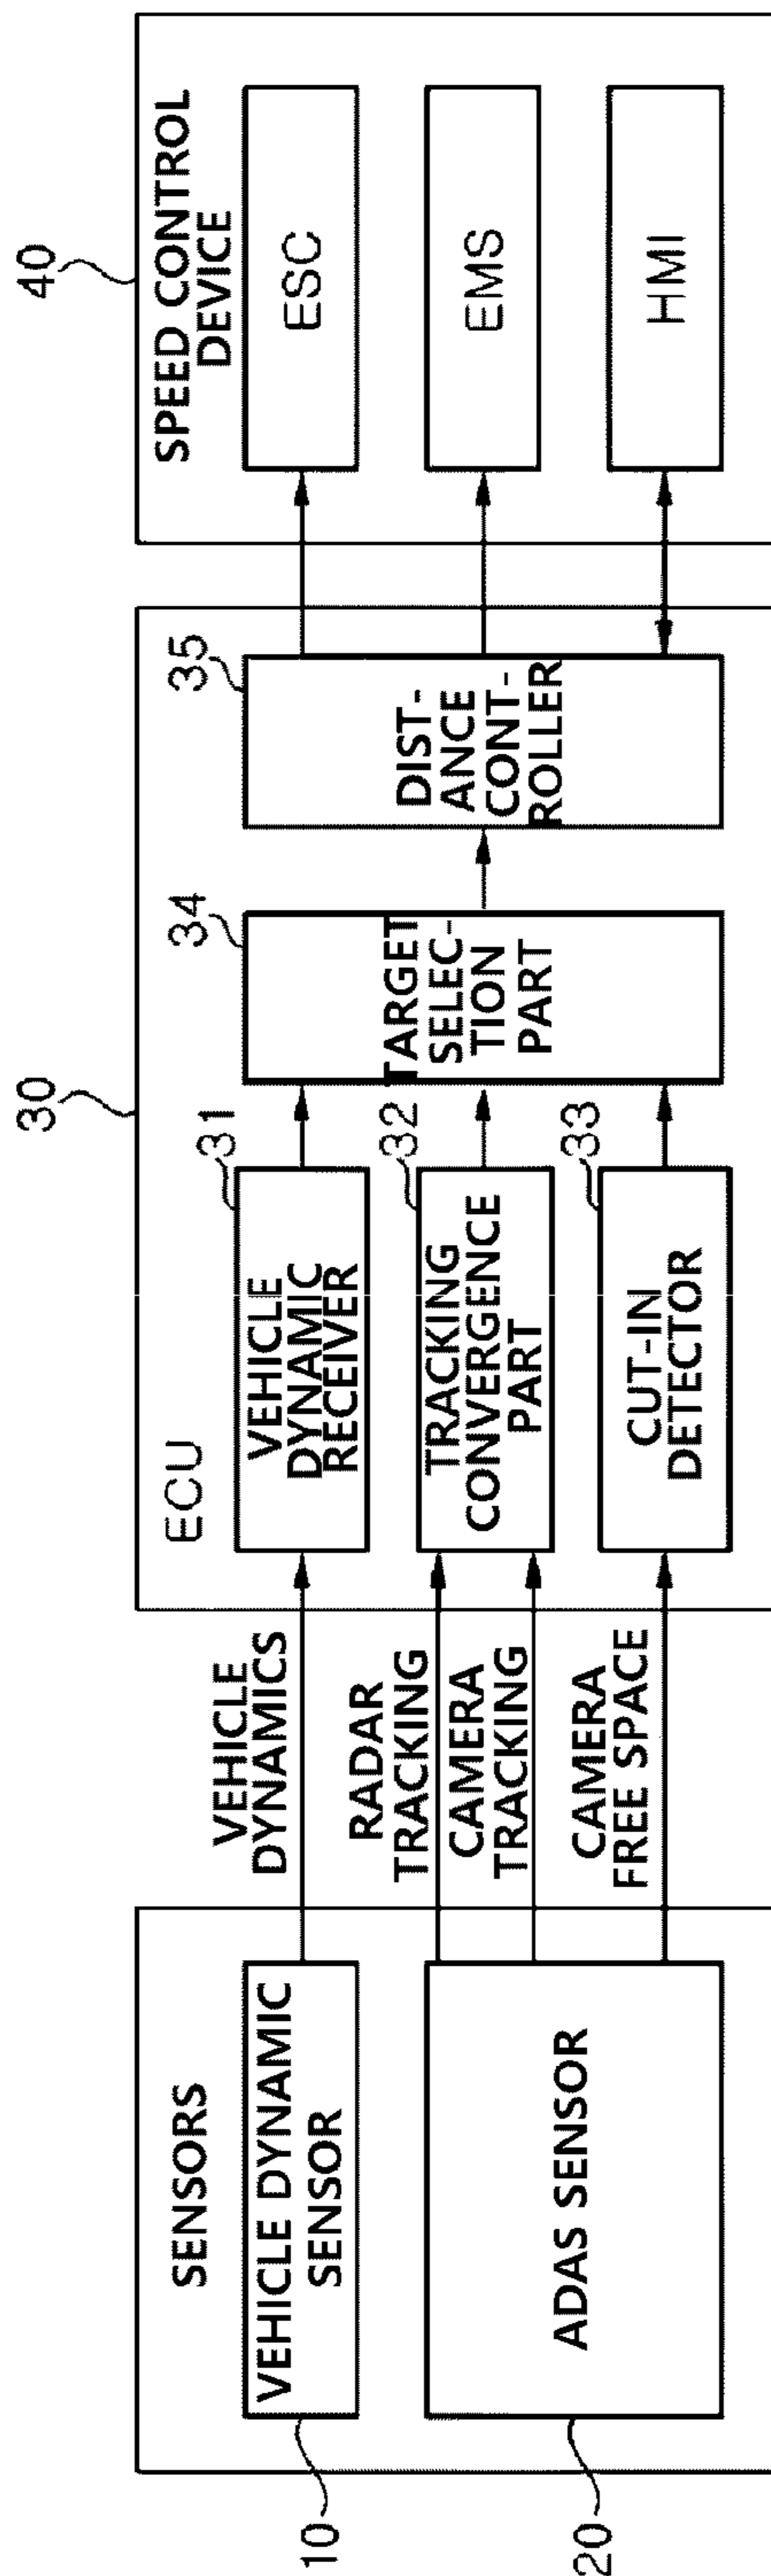 SENSORS
VEHICLE DYNAMIC
SENSOR
10
ADAS SENSOR
20
VEHICLE
DYNAMICS
RADAR
TRACKING
CAMERA
TRACKING
CAMERA
FREE SPACE
30
ECU
31
VEHICLE
DYNAMIC
RECEIVER
32
TRACKING
CONVERGENCE
PART
33
CUT-IN
DETECTOR
34
TARGET
SELEC-
TION
PART
35
DIST-
ANCE
CONT-
ROLLER
40
SPEED CONTROL
DEVICE
ESC
EMS
HMI